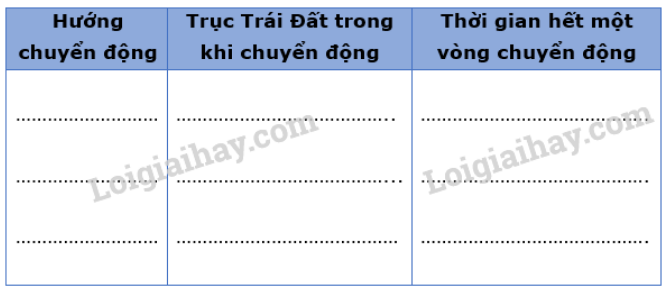 Hướng chuyển động
Trục Trái Đất trong khi chuyển động
Thời gian hết một vòng chuyển động
Loigiaihay.com
Loigiaihay.com